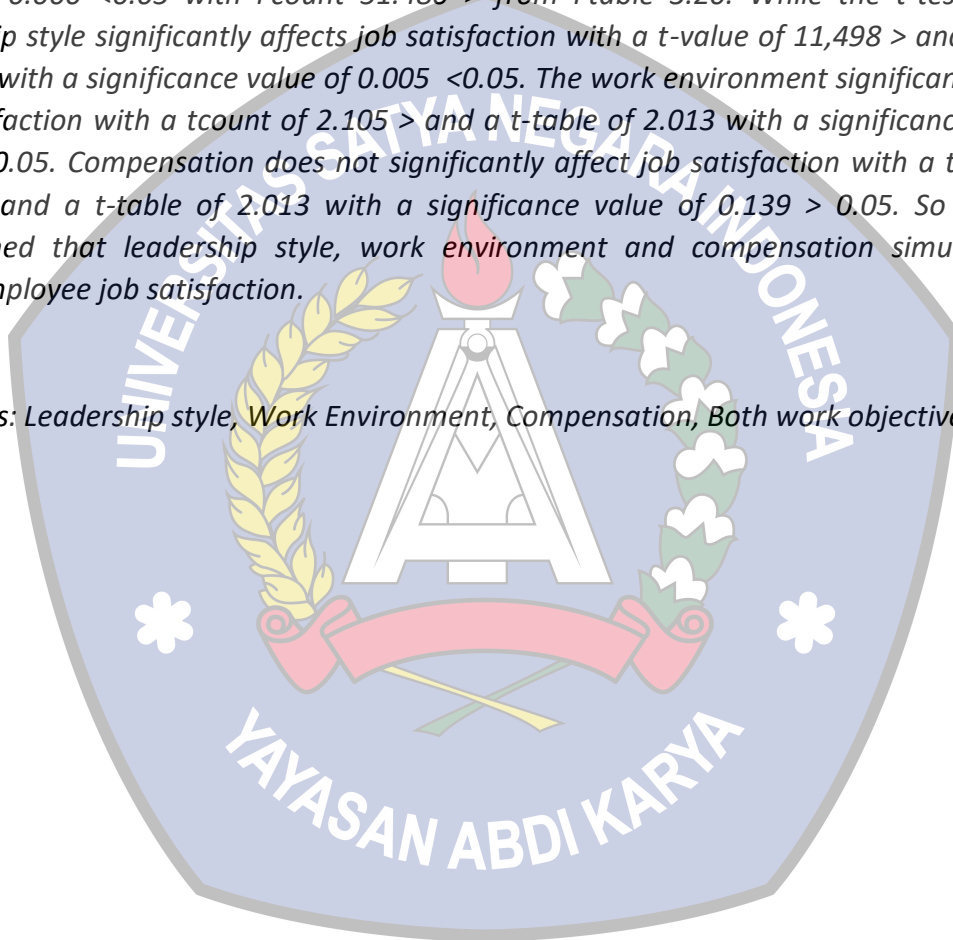 0.000 <0.05 with Fcount 51.480 > from Ftable 3.20. While the t-tes
p style significantly affects job satisfaction with a t-value of 11,498 > and
with a significance value of 0.005 <0.05. The work environment significan
faction with a tcount of 2.105 > and a t-table of 2.013 with a significanc
0.05. Compensation does not significantly affect job satisfaction with a t
and a t-table of 2.013 with a significance value of 0.139 > 0.05. So
ned that leadership style, work environment and compensation simu
mployee job satisfaction.
s: Leadership style, Work Environment, Compensation, Both work objective
UNIVERSITAS SATYA NEGARA INDONESIA
YAYASAN ABDI KARYA